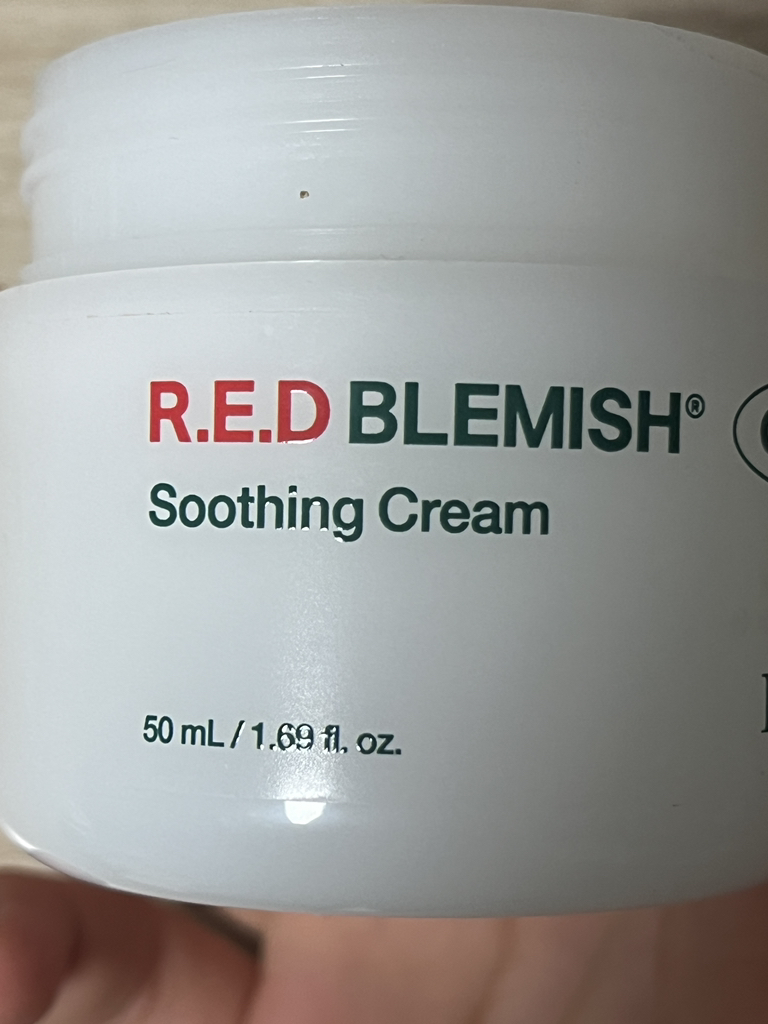 R.E.D BLEMISH®
Soothing Cream
50 mL / 1.69 fl. oz.